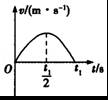 v/(m·s⁻¹)
O
t₁/2
t₁
t/s